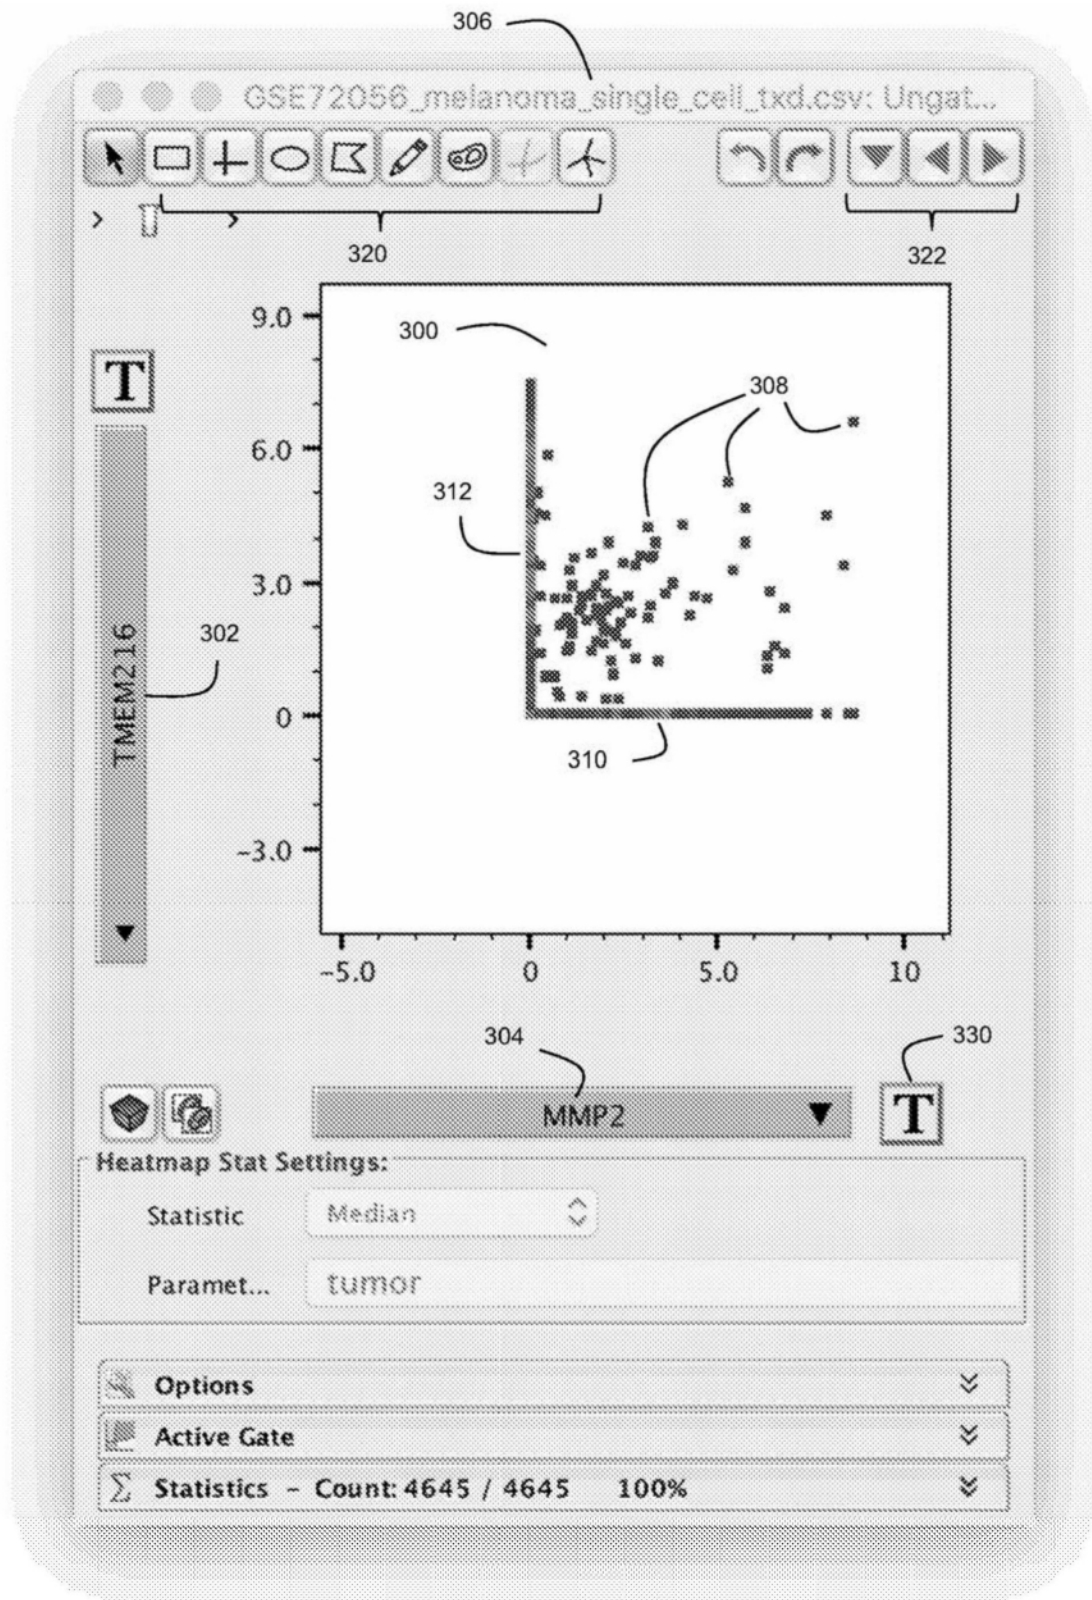 306
GSE72056_melanoma_single_cell_txd.csv: Ungat...
320
322
9.0
300
308
T
6.0
312
3.0
302
TMEM216
0
310
-3.0
-5.0 0 5.0 10
304
330
MMP2
T
Heatmap Stat Settings:
Statistic Median
Paramet... tumor
Options
Active Gate
Σ Statistics - Count: 4645 / 4645 100%